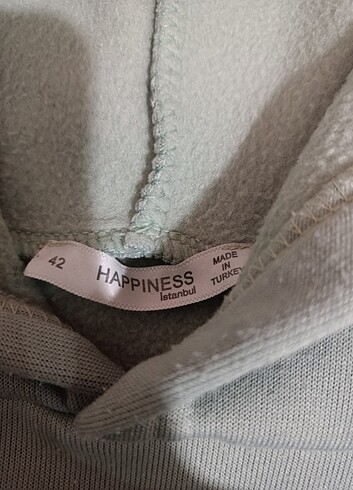 42
HAPPINESS
İstanbul
MADE
IN
TURKEY